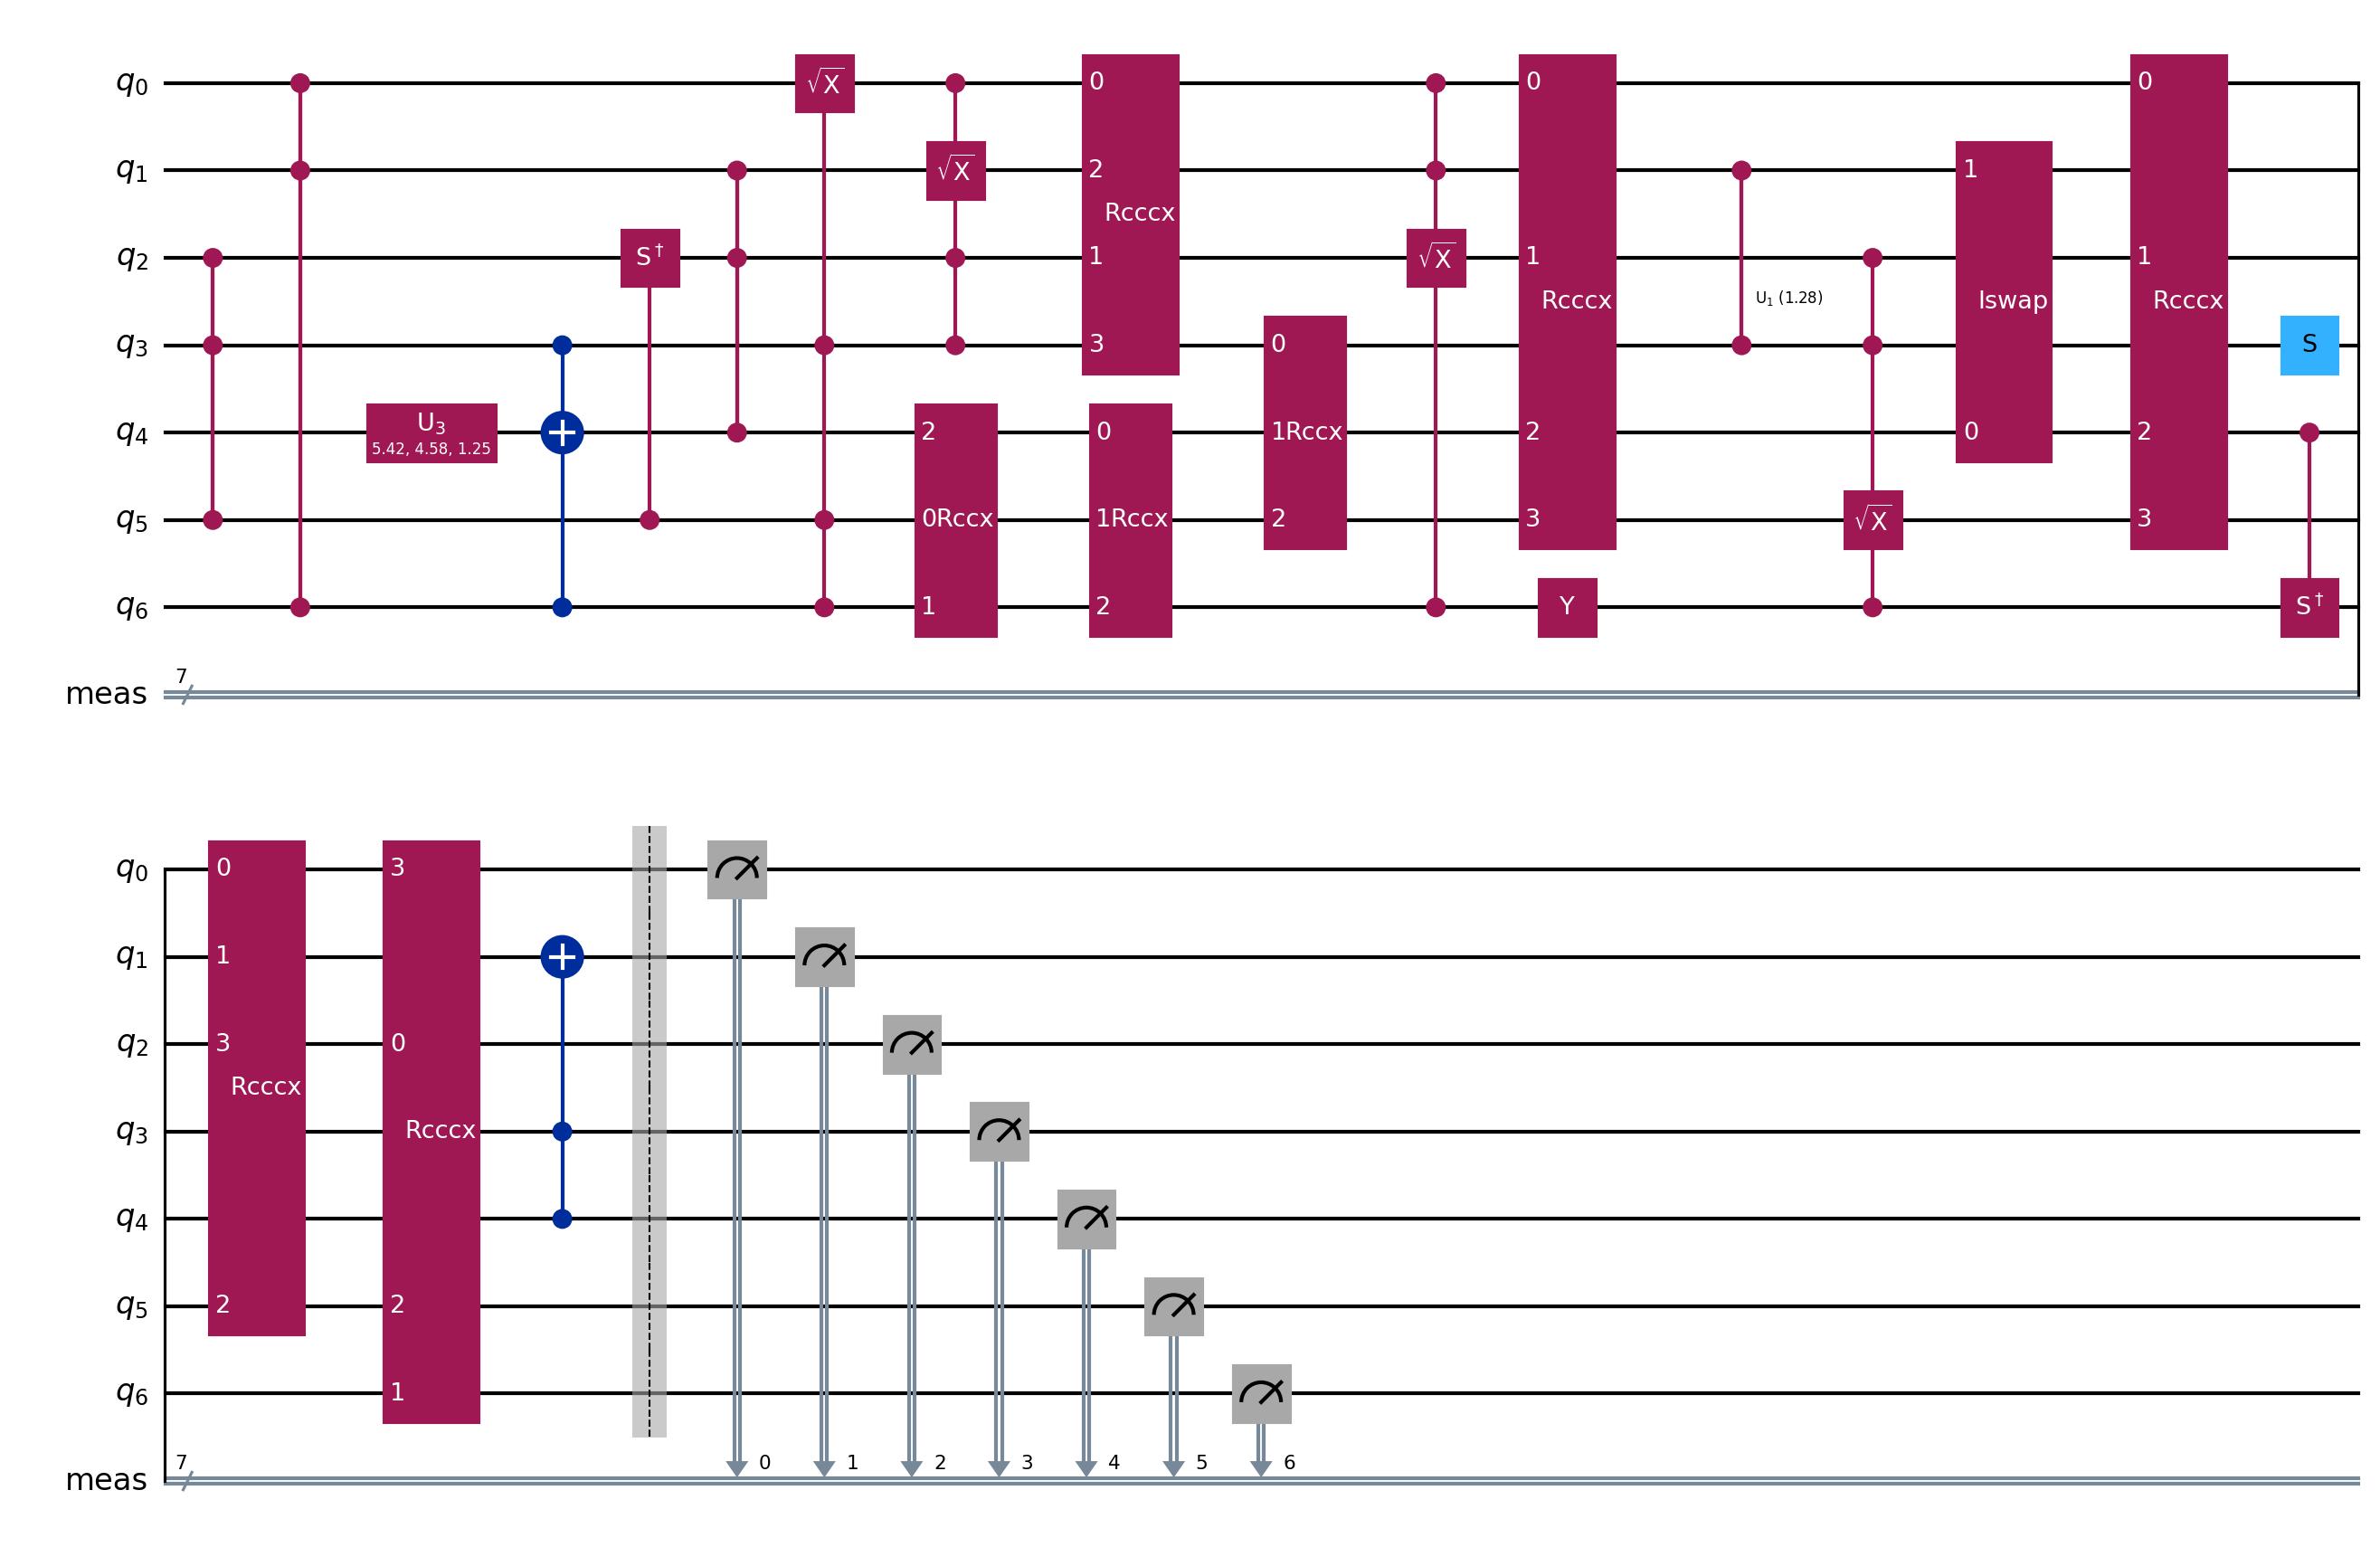 q0 √X 0 0 0
q1 √X 2 1
q2 S† Rcccx √X 1 Rcccx U1 (1.28) Iswap 1 Rcccx
1
q3 3 0 S
q4 U3 5.42, 4.58, 1.25 2 0 1Rccx 2 0 2
q5 0Rccx 1Rccx 2 3 √X 3
q6 1 2 Y S†
meas 7
q0 0 3
q1 1
q2 3 0
Rcccx
q3 Rcccx
q4
q5 2 2
q6 1
meas 7 0 1 2 3 4 5 6